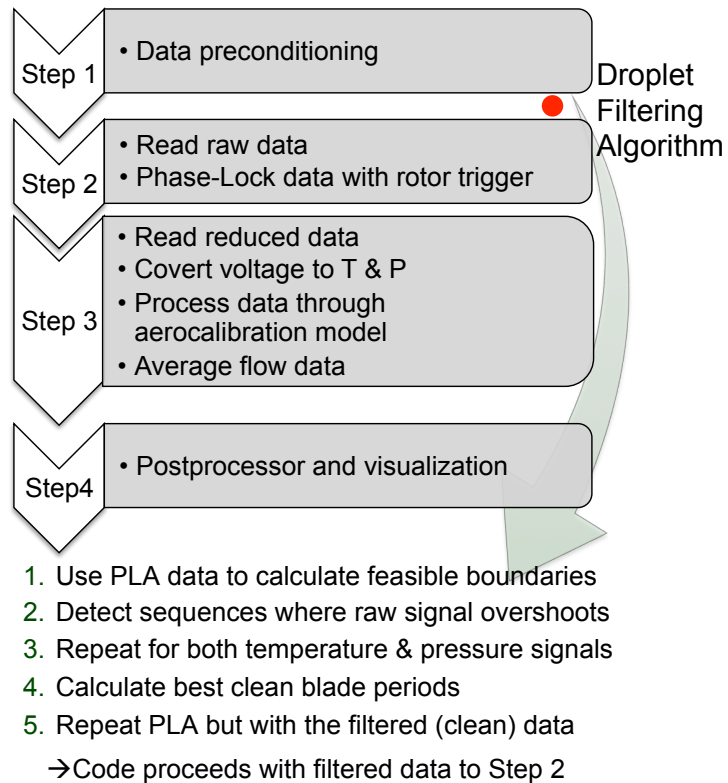 Step 1
• Data preconditioning
Droplet
Filtering
Algorithm
Step 2
• Read raw data
• Phase-Lock data with rotor trigger
Step 3
• Read reduced data
• Covert voltage to T & P
• Process data through
aerocalibration model
• Average flow data
Step4
• Postprocessor and visualization
1. Use PLA data to calculate feasible boundaries
2. Detect sequences where raw signal overshoots
3. Repeat for both temperature & pressure signals
4. Calculate best clean blade periods
5. Repeat PLA but with the filtered (clean) data
→Code proceeds with filtered data to Step 2